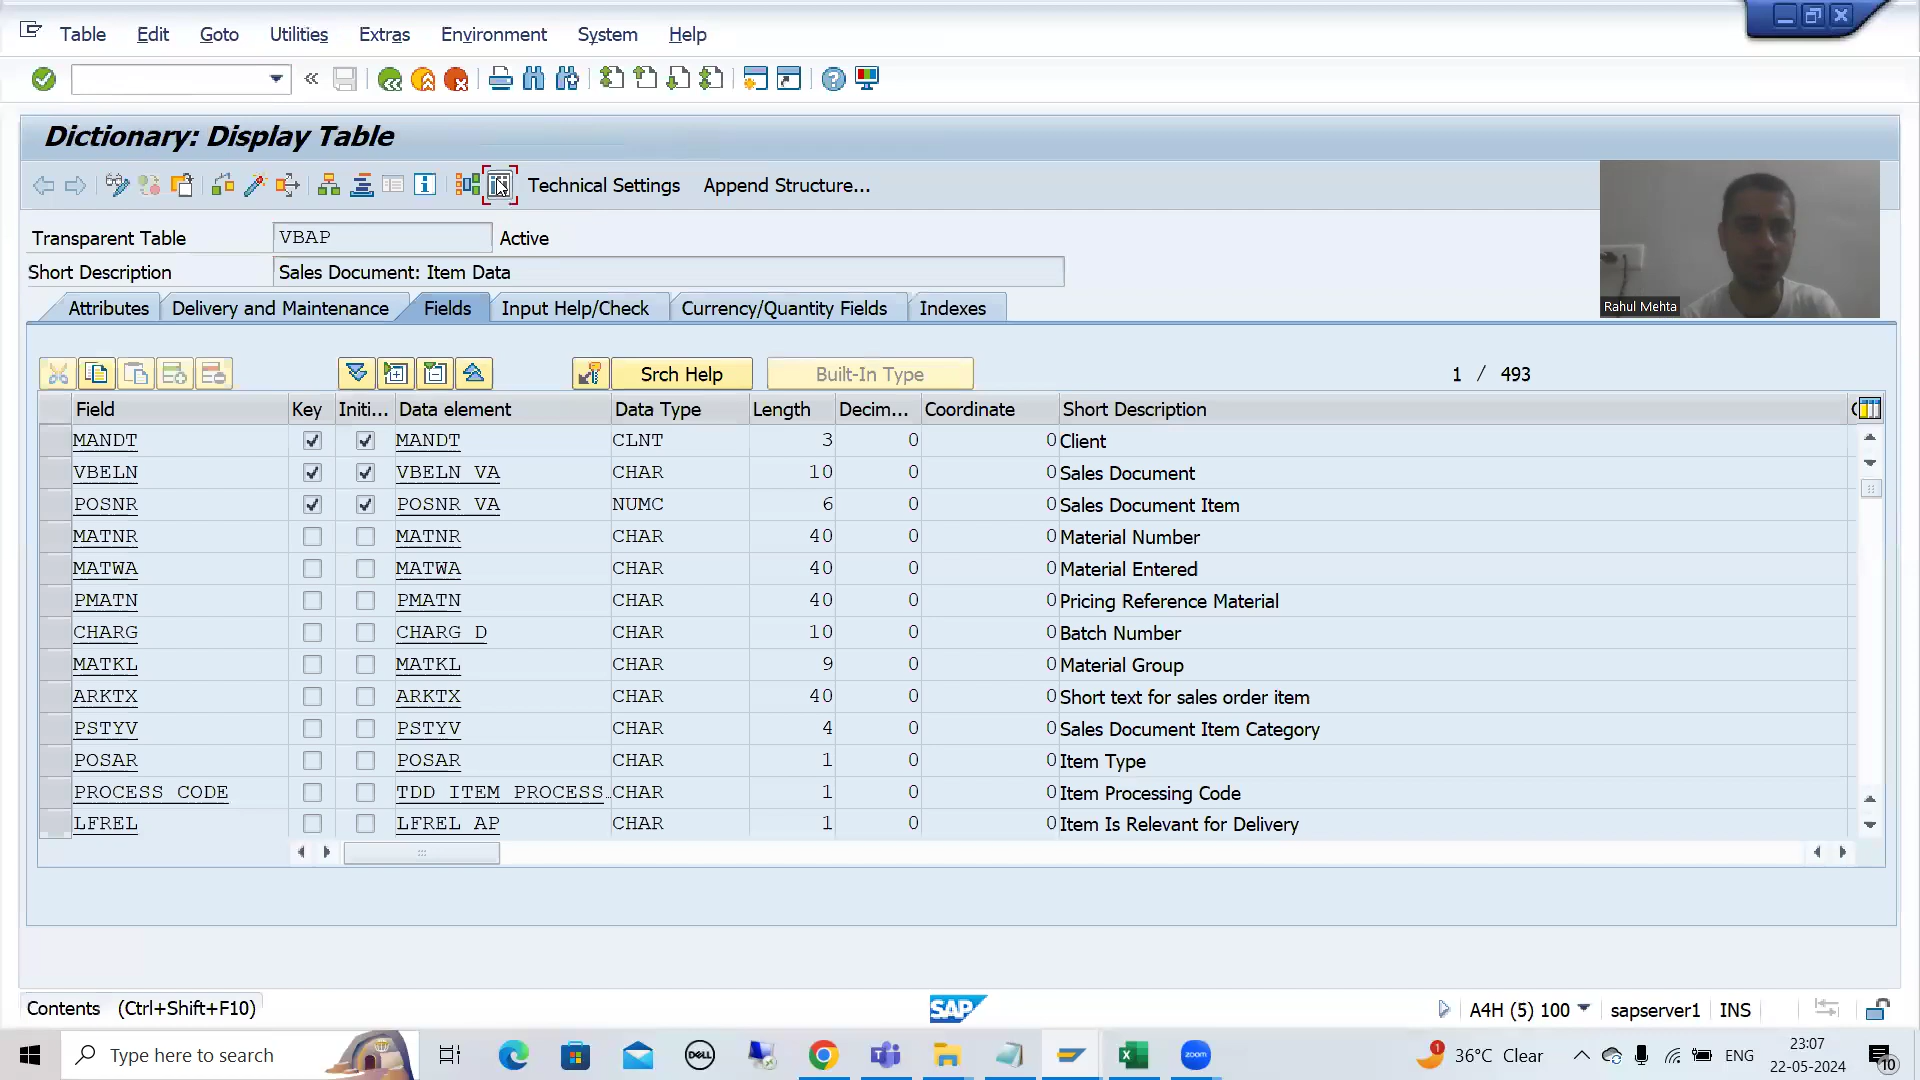 Table Edit Goto Utilities Extras Environment System Help
Dictionary: Display Table
Technical Settings Append Structure...
Transparent Table VBAP Active
Short Description Sales Document: Item Data
Attributes Delivery and Maintenance Fields Input Help/Check Currency/Quantity Fields Indexes
Rahul Mehta
Srch Help Built-In Type 1 / 493
Field Key Initi... Data element Data Type Length Decim... Coordinate Short Description
MANDT MANDT CLNT 3 0 0 Client
VBELN VBELN_VA CHAR 10 0 0 Sales Document
POSNR POSNR_VA NUMC 6 0 0 Sales Document Item
MATNR MATNR CHAR 40 0 0 Material Number
MATWA MATWA CHAR 40 0 0 Material Entered
PMATN PMATN CHAR 40 0 0 Pricing Reference Material
CHARG CHARG_D CHAR 10 0 0 Batch Number
MATKL MATKL CHAR 9 0 0 Material Group
ARKTX ARKTX CHAR 40 0 0 Short text for sales order item
PSTYV PSTYV CHAR 4 0 0 Sales Document Item Category
POSAR POSAR CHAR 1 0 0 Item Type
PROCESS_CODE TDD_ITEM_PROCESS... CHAR 1 0 0 Item Processing Code
LFREL LFREL_AP CHAR 1 0 0 Item Is Relevant for Delivery
Contents (Ctrl+Shift+F10) SAP A4H (5) 100 sapserver1 INS
Type here to search DELL zoom 1 36°C Clear ENG 23:07
22-05-2024 10